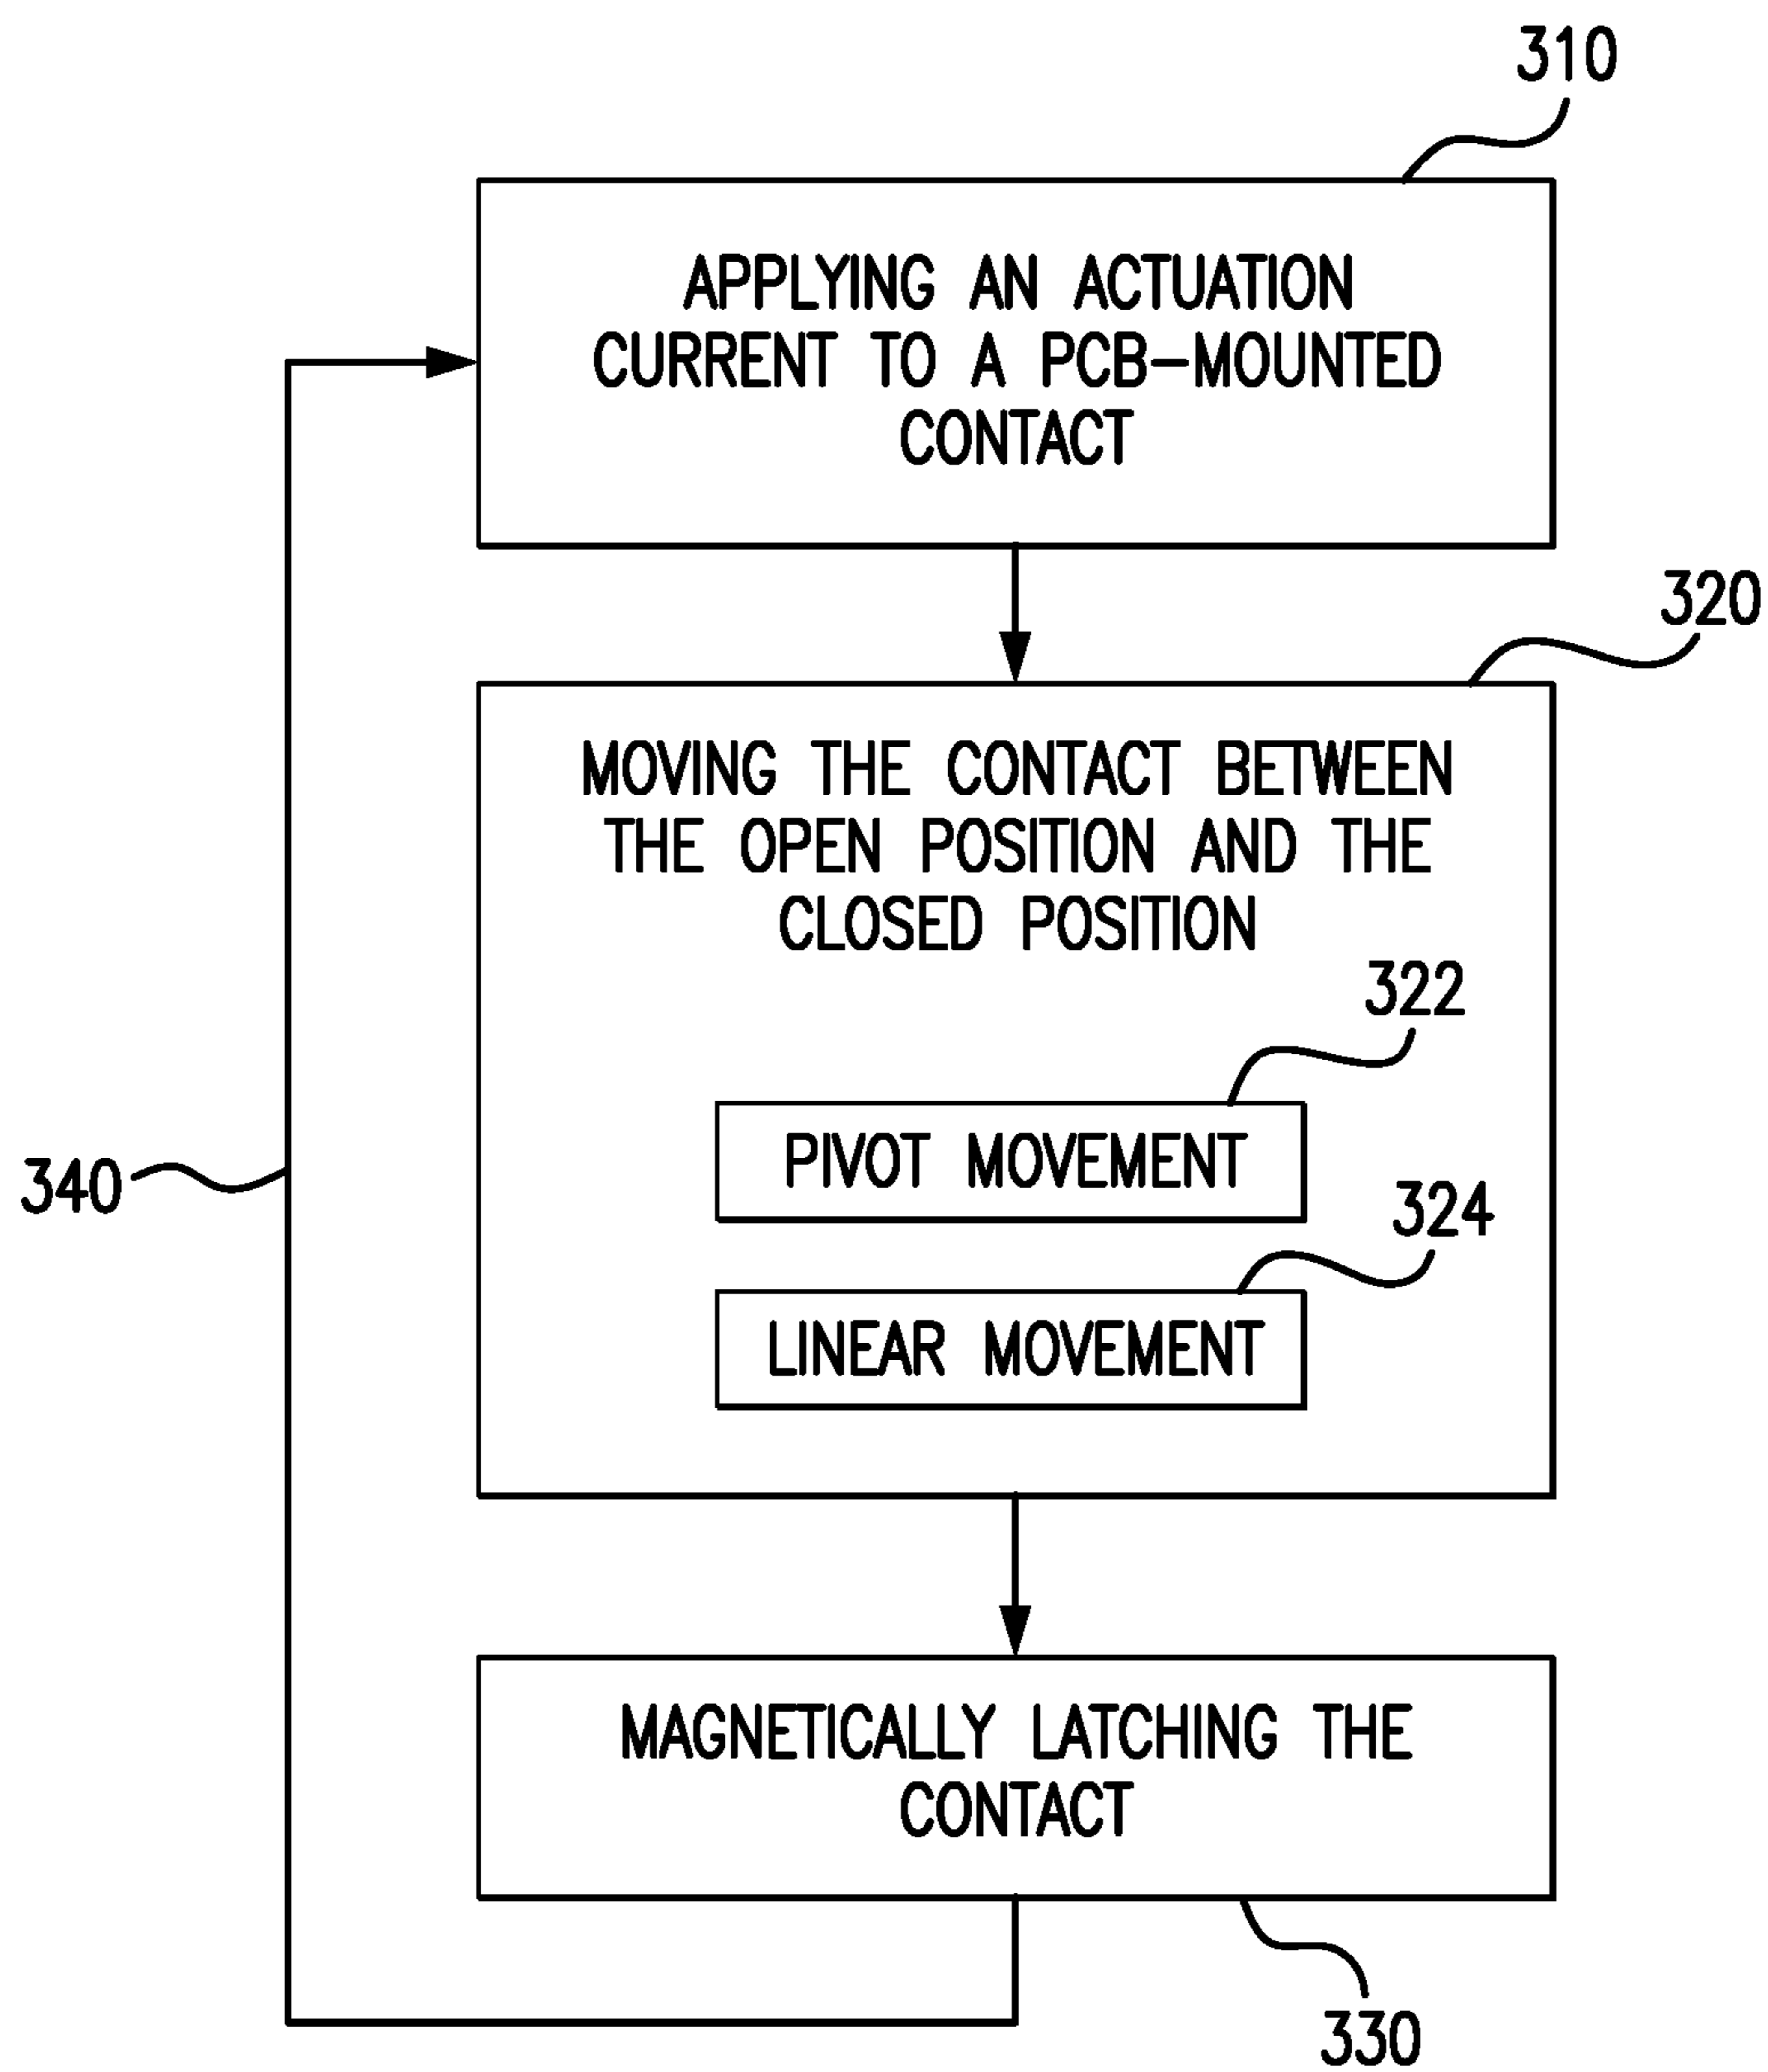 310
APPLYING AN ACTUATION
CURRENT TO A PCB-MOUNTED
CONTACT
320
MOVING THE CONTACT BETWEEN
THE OPEN POSITION AND THE
CLOSED POSITION
322
PIVOT MOVEMENT
324
LINEAR MOVEMENT
340
MAGNETICALLY LATCHING THE
CONTACT
330